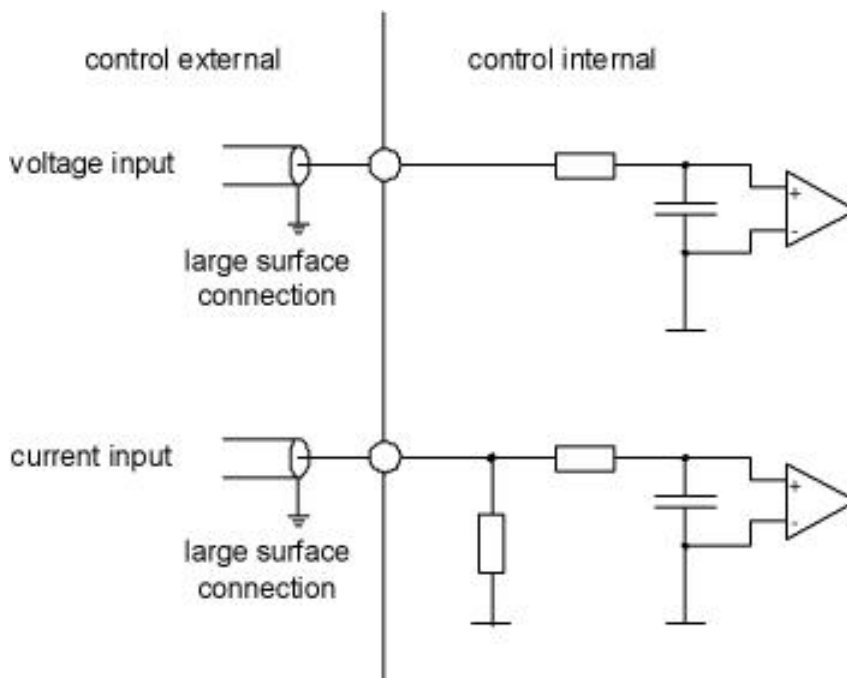 control external
control internal
voltage input
+
-
large surface
connection
current input
+
-
large surface
connection